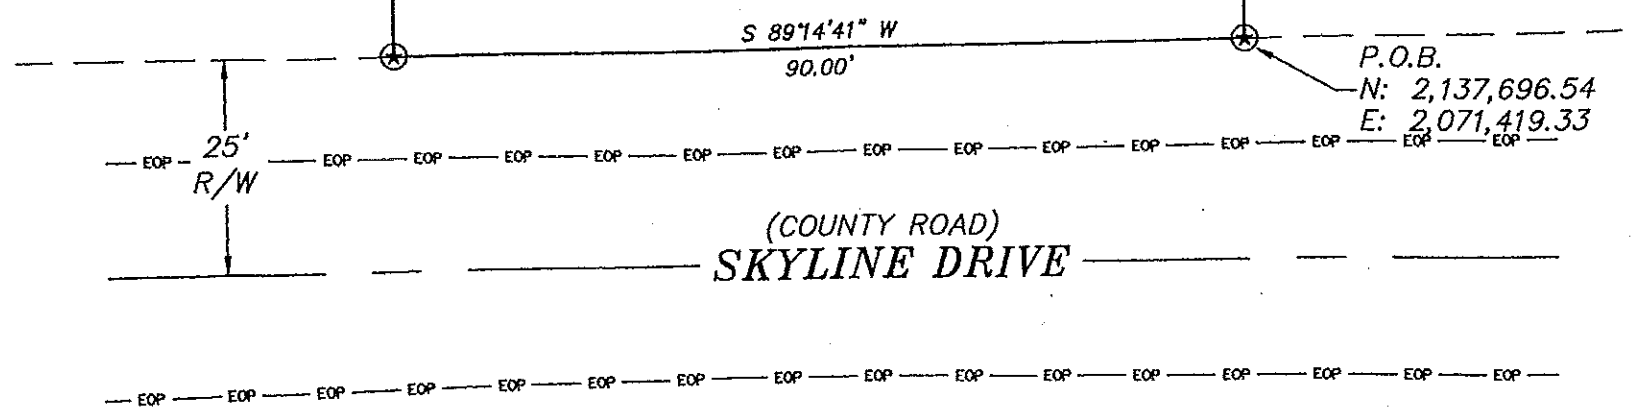 S 89°14'41" W
90.00'
P.O.B.
N: 2,137,696.54
E: 2,071,419.33
25'
R/W
EOP EOP EOP EOP EOP EOP EOP EOP EOP EOP EOP EOP EOP EOP EOP EOP
(COUNTY ROAD)
SKYLINE DRIVE
EOP EOP EOP EOP EOP EOP EOP EOP EOP EOP EOP EOP EOP EOP EOP EOP